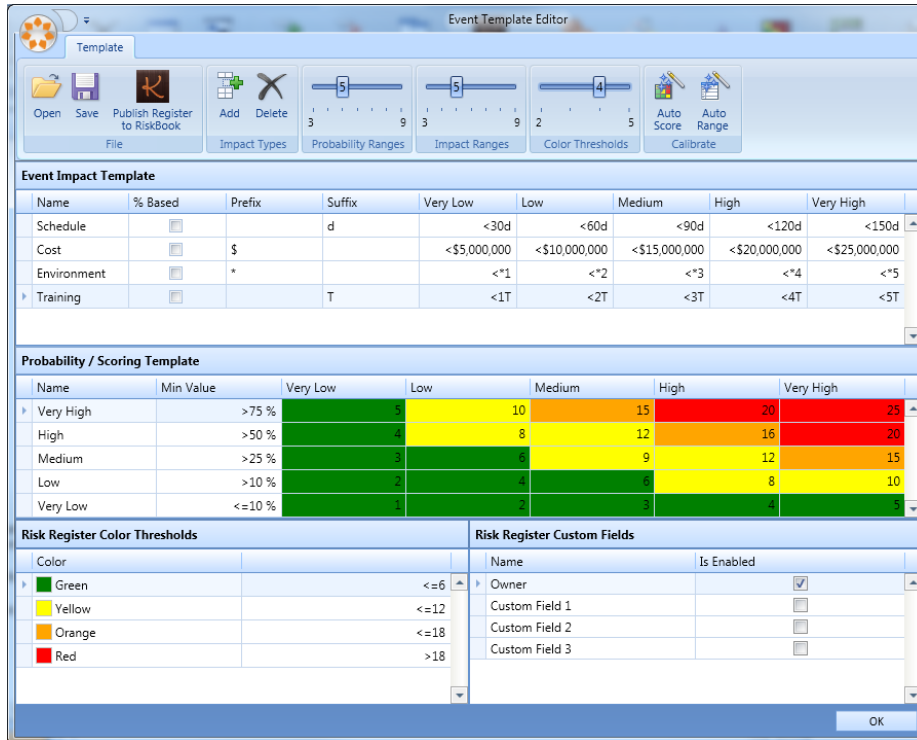 Event Template Editor
Template
Open Save Publish Register to RiskBook
File
Add Delete
Impact Types
5
3 9
Probability Ranges
5
3 9
Impact Ranges
4
2 5
Color Thresholds
Auto Score Auto Range
Calibrate
Event Impact Template
Name % Based Prefix Suffix Very Low Low Medium High Very High
Schedule d <30d <60d <90d <120d <150d
Cost $ <$5,000,000 <$10,000,000 <$15,000,000 <$20,000,000 <$25,000,000
Environment * <*1 <*2 <*3 <*4 <*5
Training T <1T <2T <3T <4T <5T
Probability / Scoring Template
Name Min Value Very Low Low Medium High Very High
Very High >75 % 5 10 15 20 25
High >50 % 4 8 12 16 20
Medium >25 % 3 6 9 12 15
Low >10 % 2 4 6 8 10
Very Low <=10 % 1 2 3 4 5
Risk Register Color Thresholds
Color
Green <=6
Yellow <=12
Orange <=18
Red >18
Risk Register Custom Fields
Name Is Enabled
Owner
Custom Field 1
Custom Field 2
Custom Field 3
OK